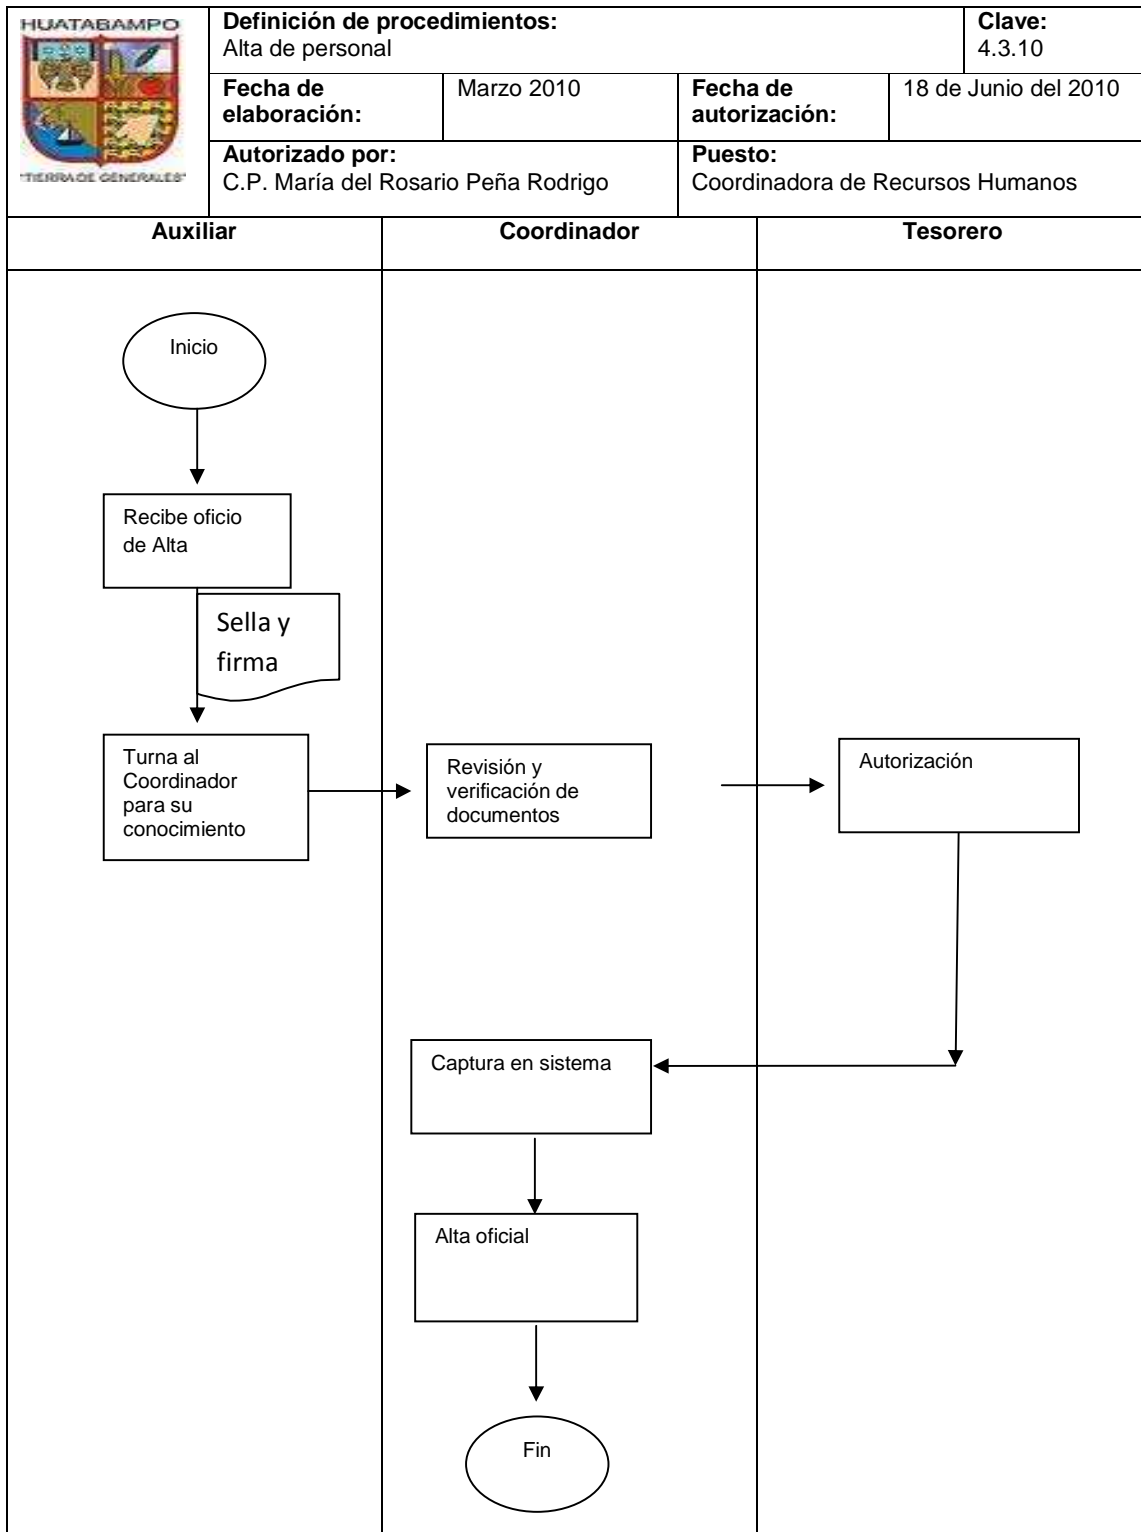 HUATABAMPO
"TIERRA DE GENERALES"
Definición de procedimientos:
Alta de personal
Clave:
4.3.10
Fecha de
elaboración:
Marzo 2010
Fecha de
autorización:
18 de Junio del 2010
Autorizado por:
C.P. María del Rosario Peña Rodrigo
Puesto:
Coordinadora de Recursos Humanos
Auxiliar
Coordinador
Tesorero
Inicio
Recibe oficio
de Alta
Sella y
firma
Turna al
Coordinador
para su
conocimiento
Revisión y
verificación de
documentos
Autorización
Captura en sistema
Alta oficial
Fin